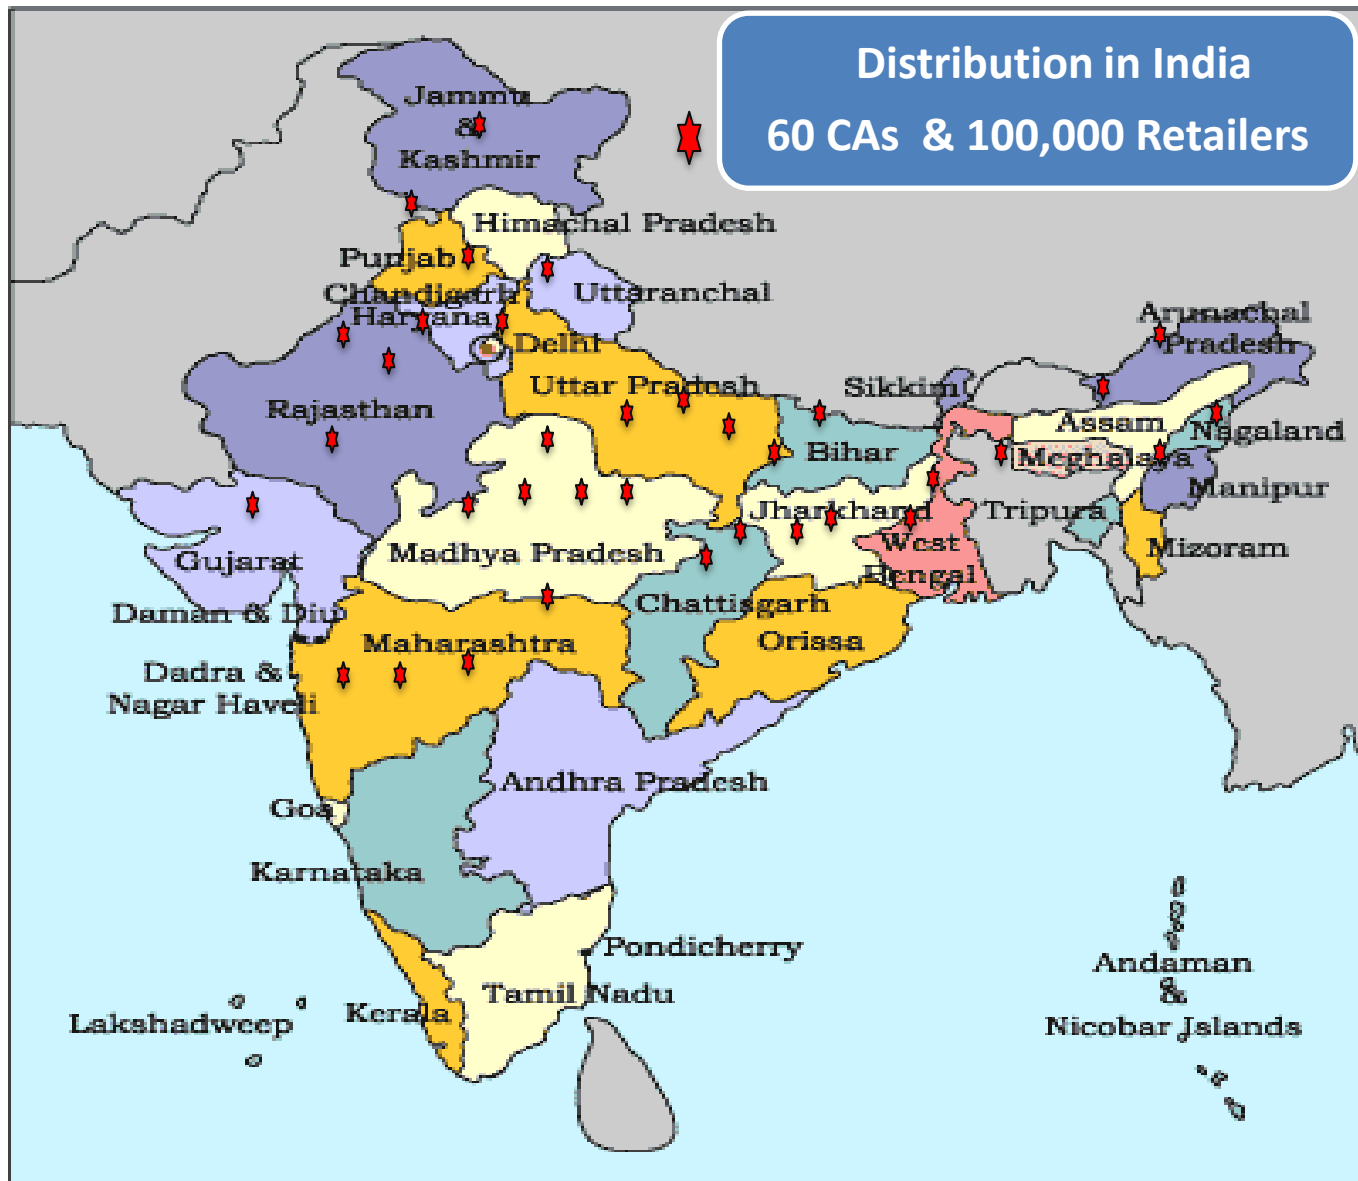 Distribution in India
60 CAs & 100,000 Retailers
Jammu
&
Kashmir
Himachal Pradesh
Punjab
Chandigarh
Uttaranchal
Haryana
Delhi
Arunachal
Pradesh
Uttar Pradesh
Sikkim
Rajasthan
Assam
Nagaland
Bihar
Meghalaya
Manipur
Jharkhand
Tripura
Gujarat
Madhya Pradesh
West
Bengal
Mizoram
Chattisgarh
Daman & Diu
Maharashtra
Orissa
Dadra &
Nagar Haveli
Andhra Pradesh
Goa
Karnataka
Pondicherry
Andaman
&
Nicobar Jslands
Tamil Nadu
Kerala
Lakshadweep